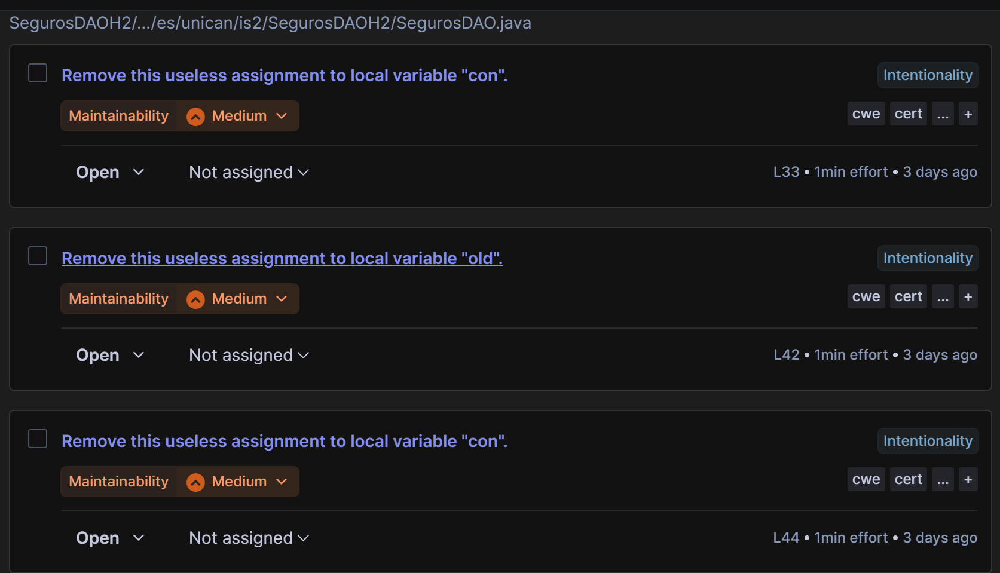 SegurosDAOH2/.../es/unican/is2/SegurosDAOH2/SegurosDAO.java
Remove this useless assignment to local variable "con".
Intentionality
Maintainability Medium
cwe cert ... +
Open Not assigned
L33 • 1min effort • 3 days ago
Remove this useless assignment to local variable "old".
Intentionality
Maintainability Medium
cwe cert ... +
Open Not assigned
L42 • 1min effort • 3 days ago
Remove this useless assignment to local variable "con".
Intentionality
Maintainability Medium
cwe cert ... +
Open Not assigned
L44 • 1min effort • 3 days ago